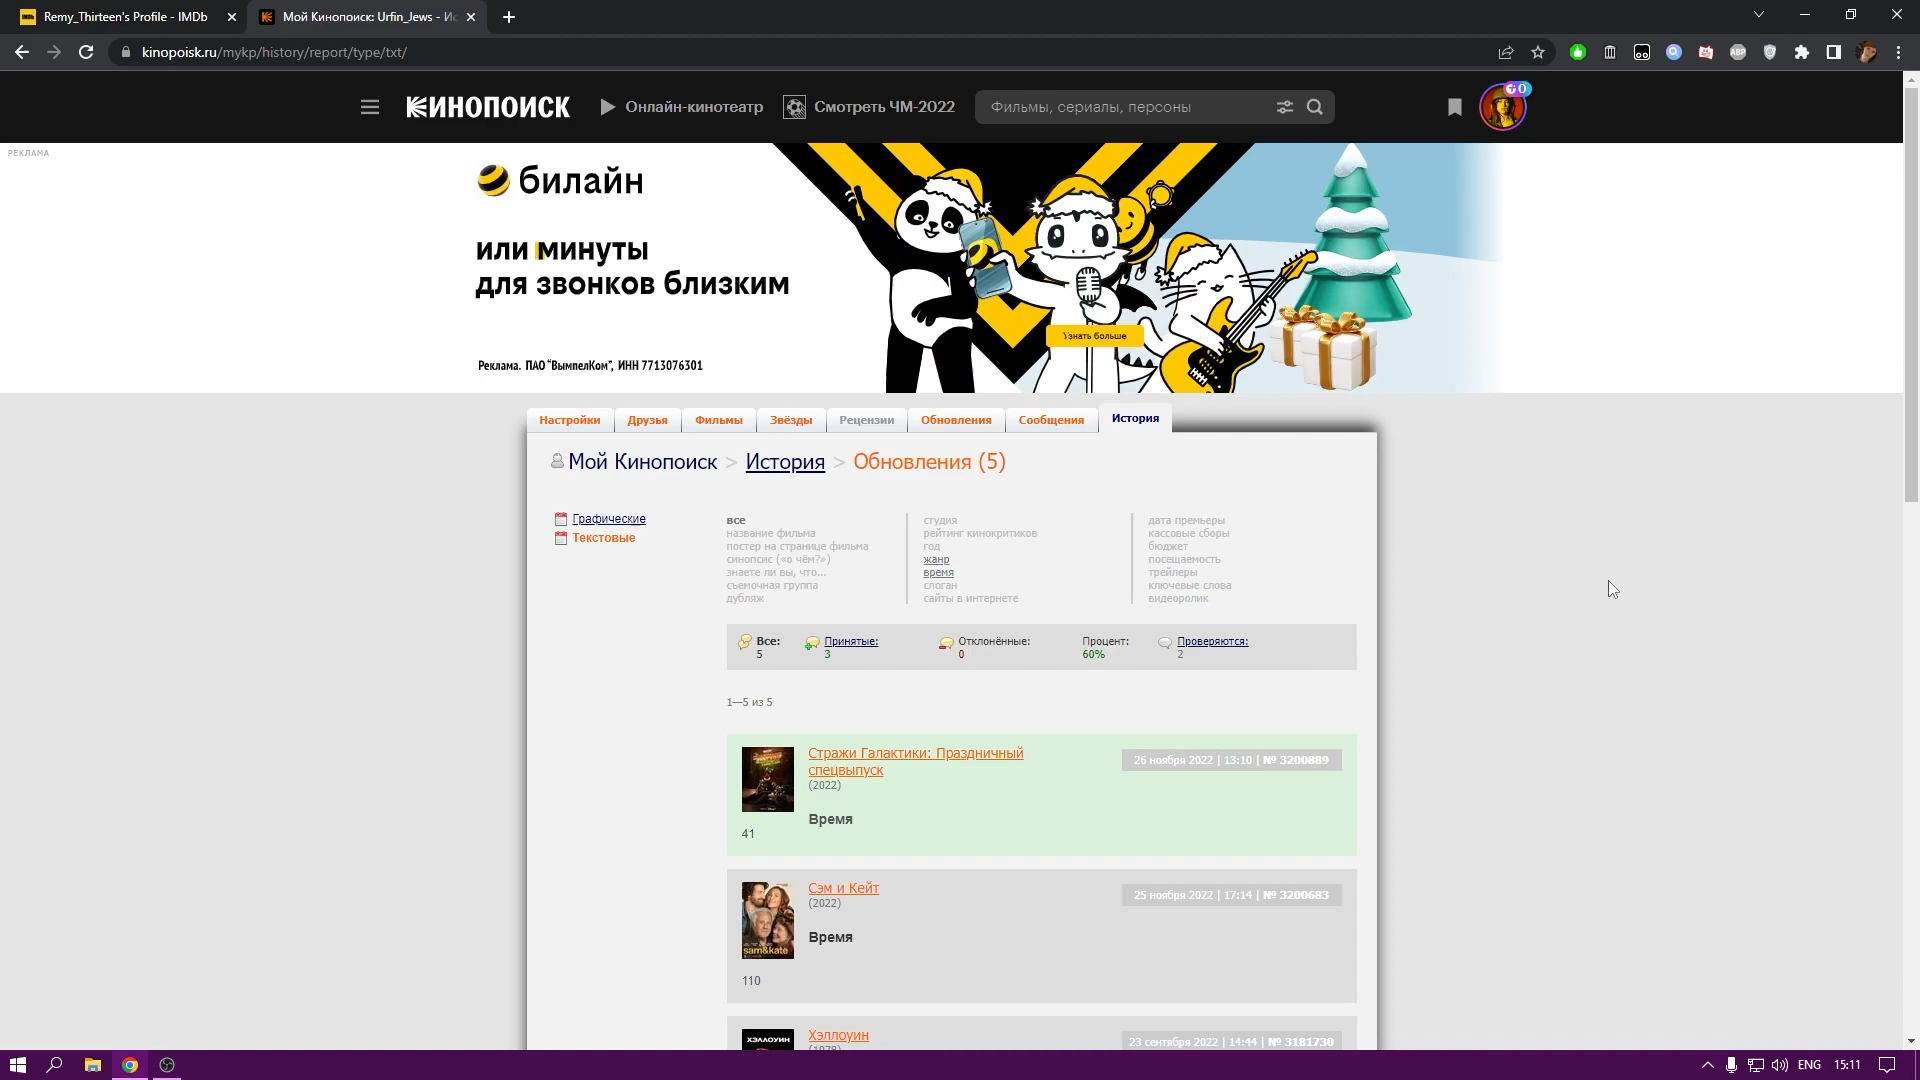 Remy_Thirteen's Profile - IMDb
Мой Кинопоиск: Urfin_Jews - Ис
kinopoisk.ru/mykp/history/report/type/txt/
ABP
КИНОПОИСК
Онлайн-кинотеатр
Смотреть ЧМ-2022
Фильмы, сериалы, персоны
0
РЕКЛАМА
билайн
или минуты
для звонков близким
Узнать больше
Реклама. ПАО "ВымпелКом", ИНН 7713076301
Настройки
Друзья
Фильмы
Звёзды
Рецензии
Обновления
Сообщения
История
Мой Кинопоиск > История > Обновления (5)
Графические
Текстовые
все
название фильма
постер на странице фильма
синопсис («о чём?»)
знаете ли вы, что...
съемочная группа
дубляж
студия
рейтинг кинокритиков
год
жанр
время
слоган
сайты в интернете
дата премьеры
кассовые сборы
бюджет
посещаемость
трейлеры
ключевые слова
видеоролик
Все:
5
Принятые:
3
Отклонённые:
0
Процент:
60%
Проверяются:
2
1—5 из 5
Стражи Галактики: Праздничный
спецвыпуск
(2022)
26 ноября 2022 | 13:10 | № 3200889
Время
41
Сэм и Кейт
(2022)
25 ноября 2022 | 17:14 | № 3200683
Время
sam&kate
110
ХЭЛЛОУИН
Хэллоуин
(1978)
23 сентября 2022 | 14:44 | № 3181730
ENG
15:11